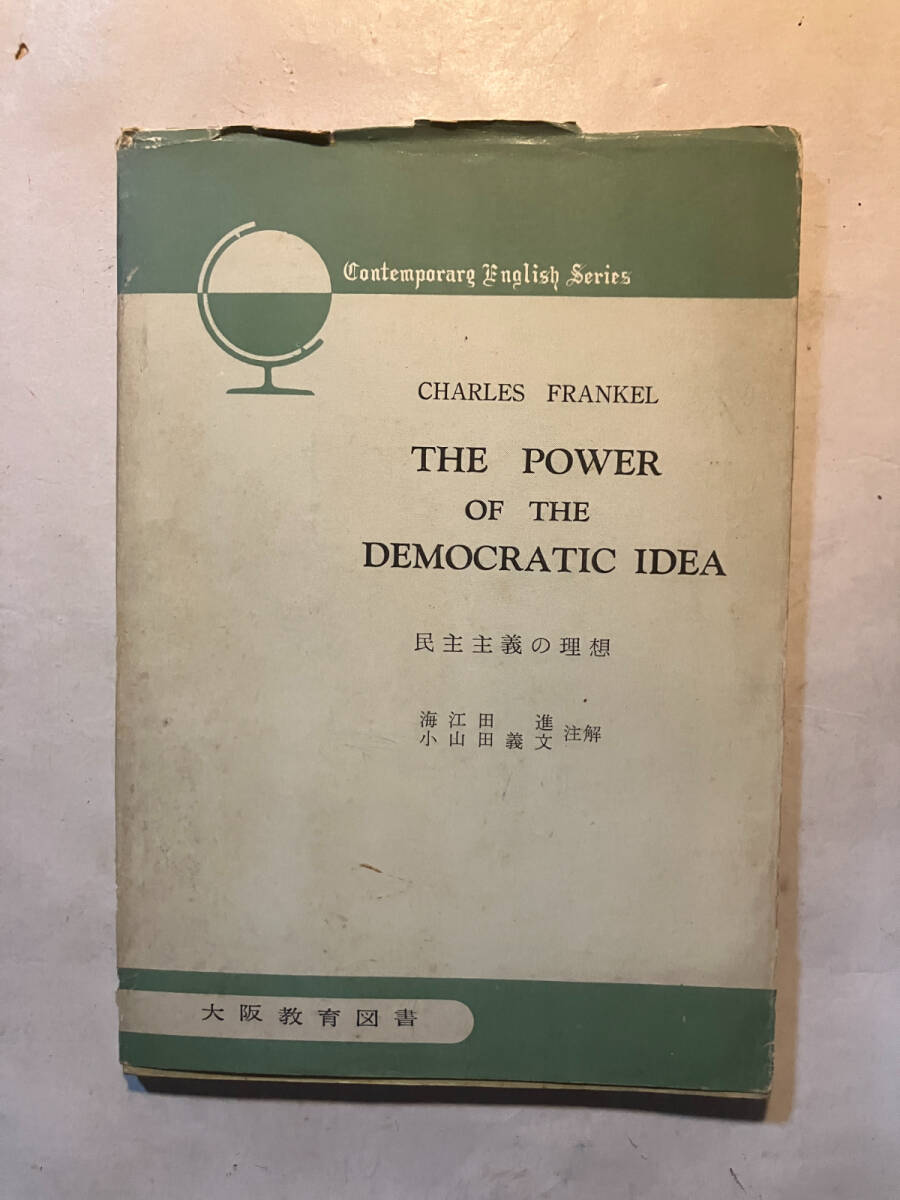 Contemporary English Series
CHARLES FRANKEL
THE POWER
OF THE
DEMOCRATIC IDEA
民主主義の理想
海江田 進
小山田義文 注解
大阪教育図書